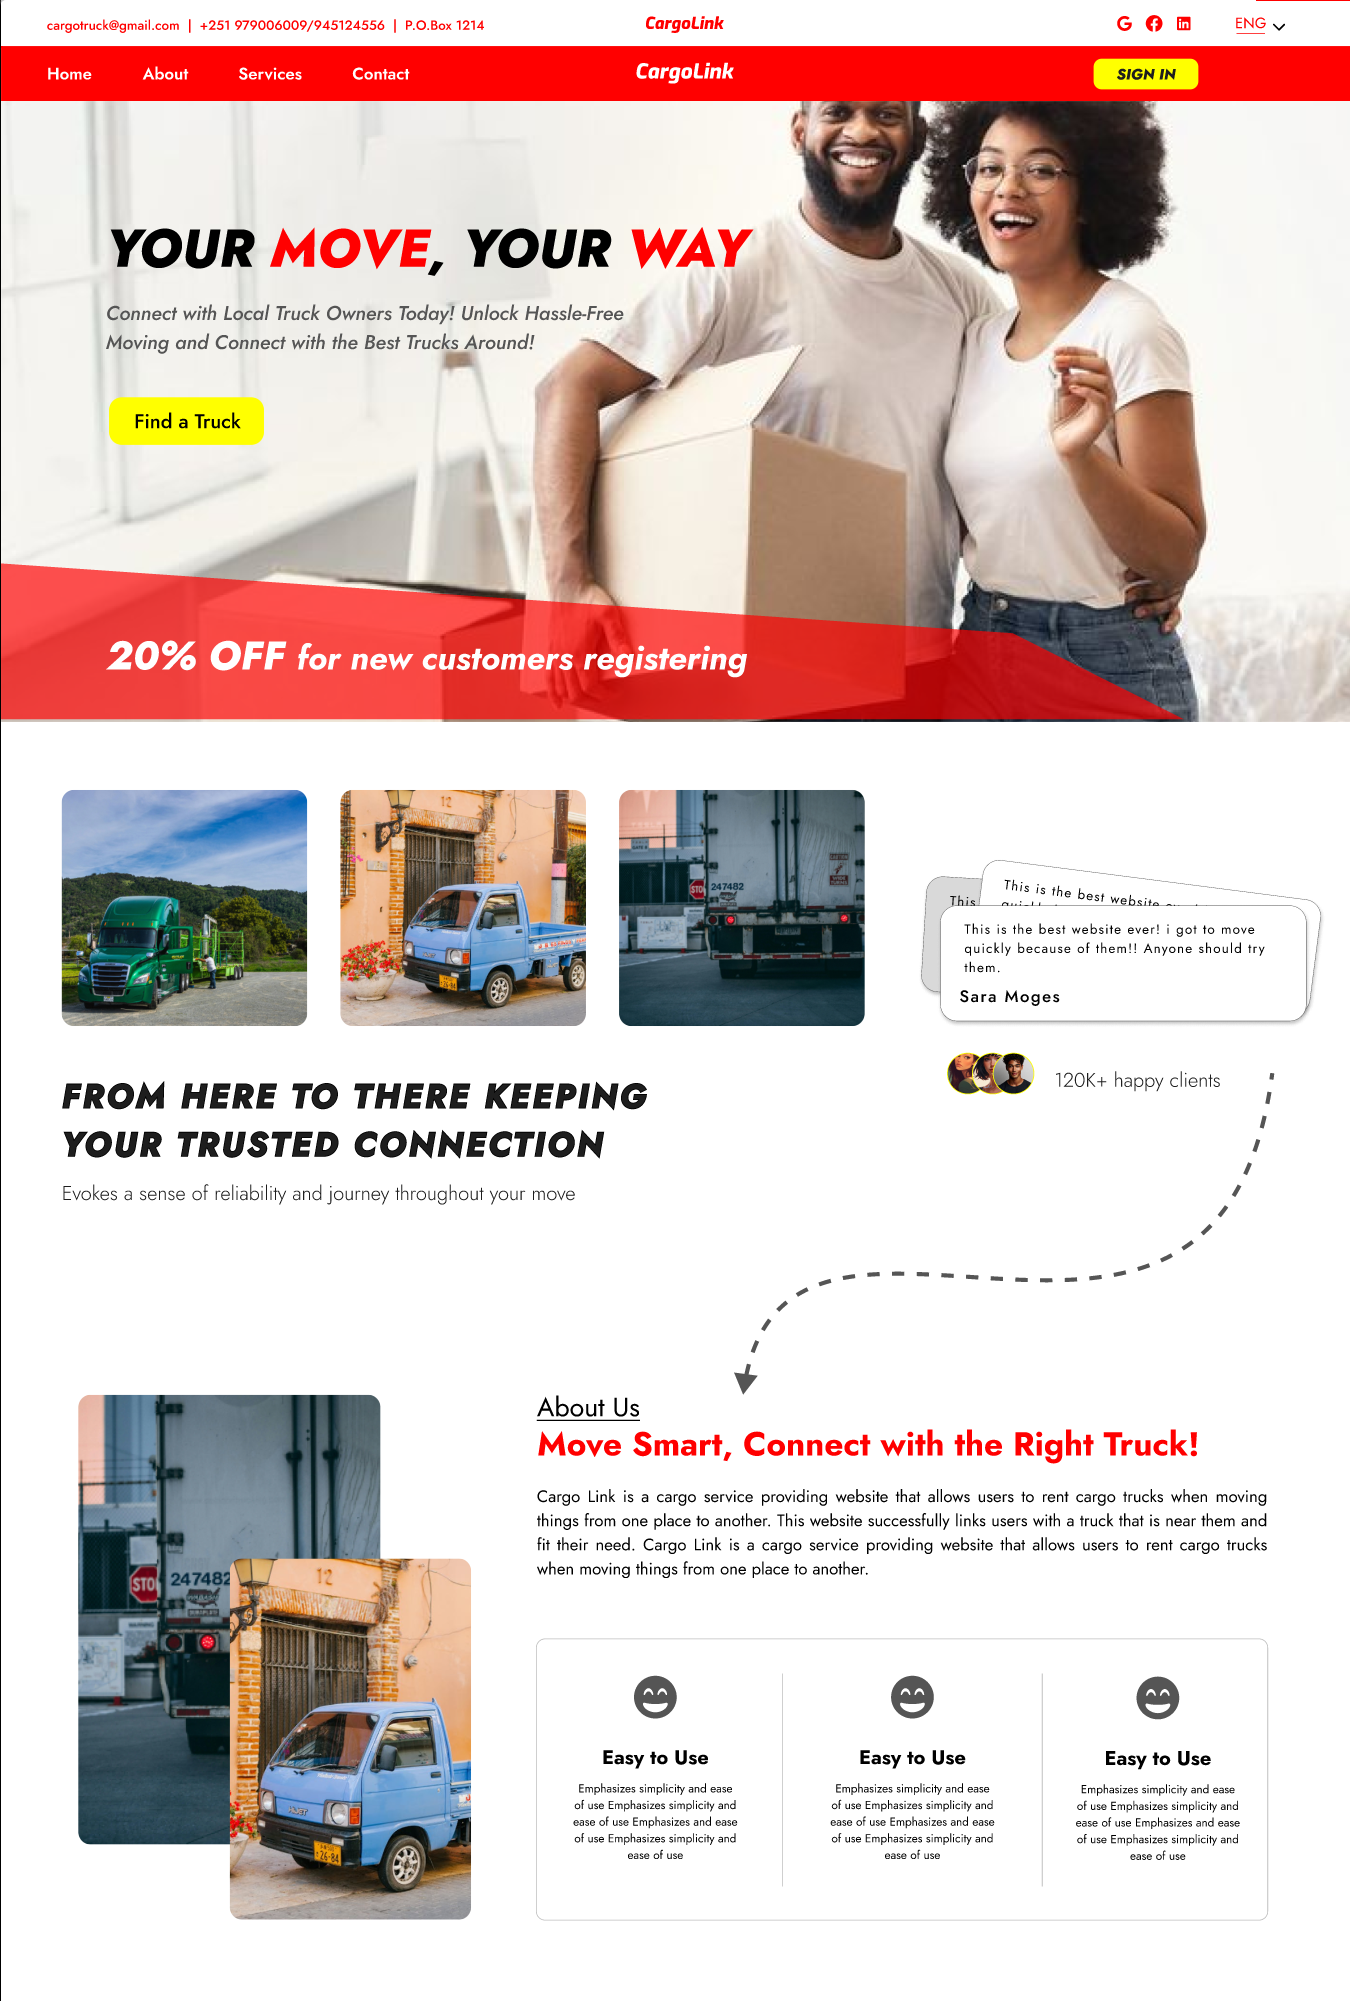 cargotruck@gmail.com | +251 979006009/945124556 | P.O.Box 1214
CargoLink
ENG
Home About Services Contact
CargoLink
SIGN IN
YOUR MOVE, YOUR WAY
Connect with Local Truck Owners Today! Unlock Hassle-Free
Moving and Connect with the Best Trucks Around!
Find a Truck
20% OFF for new customers registering
12
STOP
247482
This
This is the best website
This is the best website ever! i got to move
quickly because of them!! Anyone should try
them.
Sara Moges
120K+ happy clients
FROM HERE TO THERE KEEPING
YOUR TRUSTED CONNECTION
Evokes a sense of reliability and journey throughout your move
About Us
Move Smart, Connect with the Right Truck!
Cargo Link is a cargo service providing website that allows users to rent cargo trucks when moving
things from one place to another. This website successfully links users with a truck that is near them and
fit their need. Cargo Link is a cargo service providing website that allows users to rent cargo trucks
when moving things from one place to another.
STO
247482
12
26-84
Easy to Use
Emphasizes simplicity and ease
of use Emphasizes simplicity and
ease of use Emphasizes and ease
of use Emphasizes simplicity and
ease of use
Easy to Use
Emphasizes simplicity and ease
of use Emphasizes simplicity and
ease of use Emphasizes and ease
of use Emphasizes simplicity and
ease of use
Easy to Use
Emphasizes simplicity and ease
of use Emphasizes simplicity and
ease of use Emphasizes and ease
of use Emphasizes simplicity and
ease of use